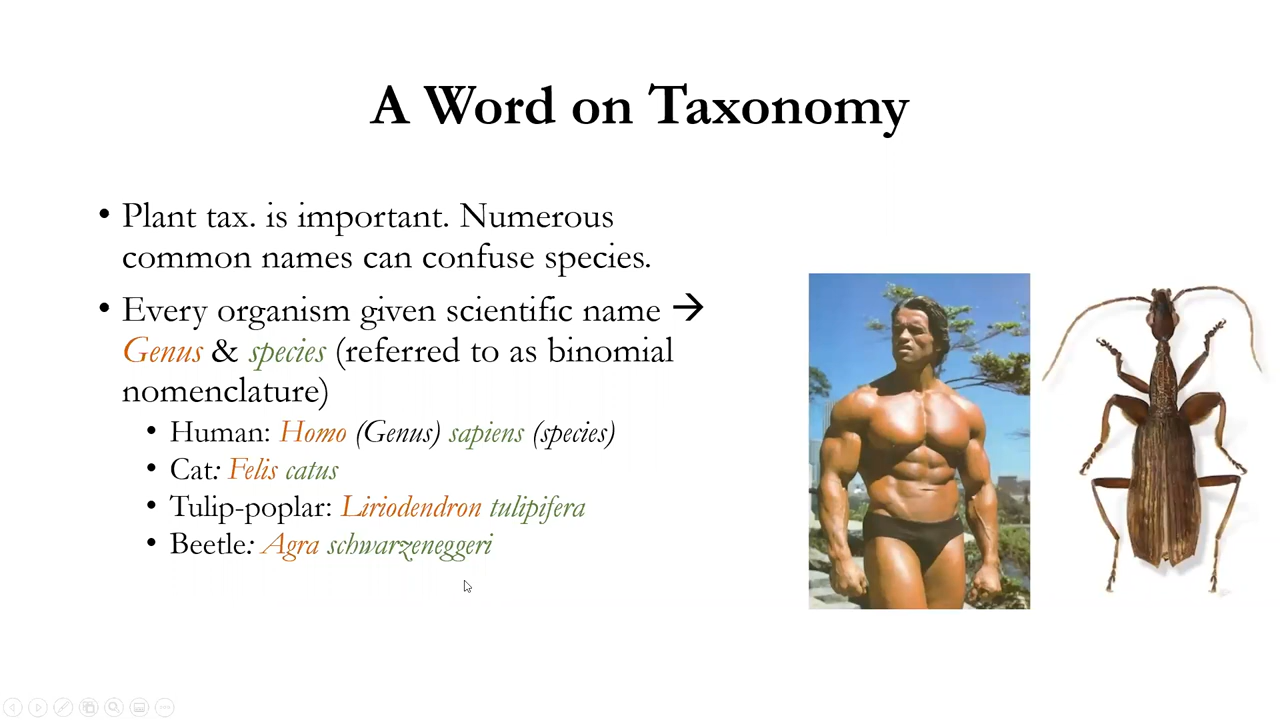 A Word on Taxonomy
• Plant tax. is important. Numerous
common names can confuse species.
• Every organism given scientific name →
Genus & species (referred to as binomial
nomenclature)
• Human: Homo (Genus) sapiens (species)
• Cat: Felis catus
• Tulip-poplar: Liriodendron tulipifera
• Beetle: Agra schwarzeneggeri